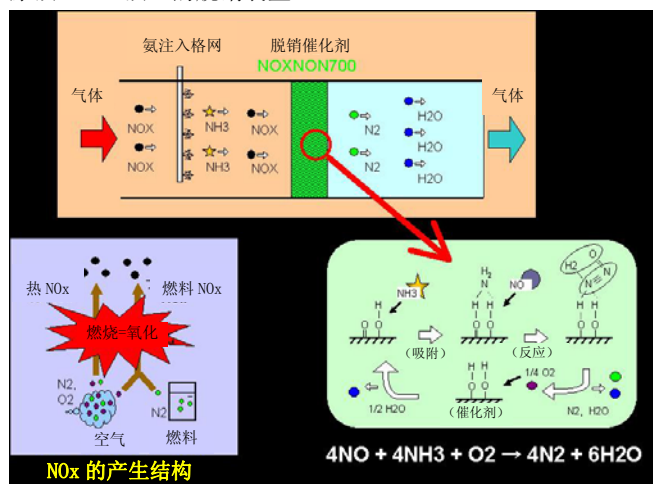 氨注入格网
脱销催化剂
NOXNON700
气体
气体
NOX
NH3
NOX
N2
H2O
H2O
NOX
NH3
NOX
N2
H2O
热NOx
燃料 NOx
燃烧=氧化
N2,
O2
N2
空气
燃料
NOx 的产生结构
NH3
H
O O
(吸附)
H2
N
H H
O O
NO
(反应)
H2 O
N≡N
H H
O O
1/2 H2O
H H
O O
(催化剂)
1/4 O2
N2, H2O
4NO + 4NH3 + O2 → 4N2 + 6H2O